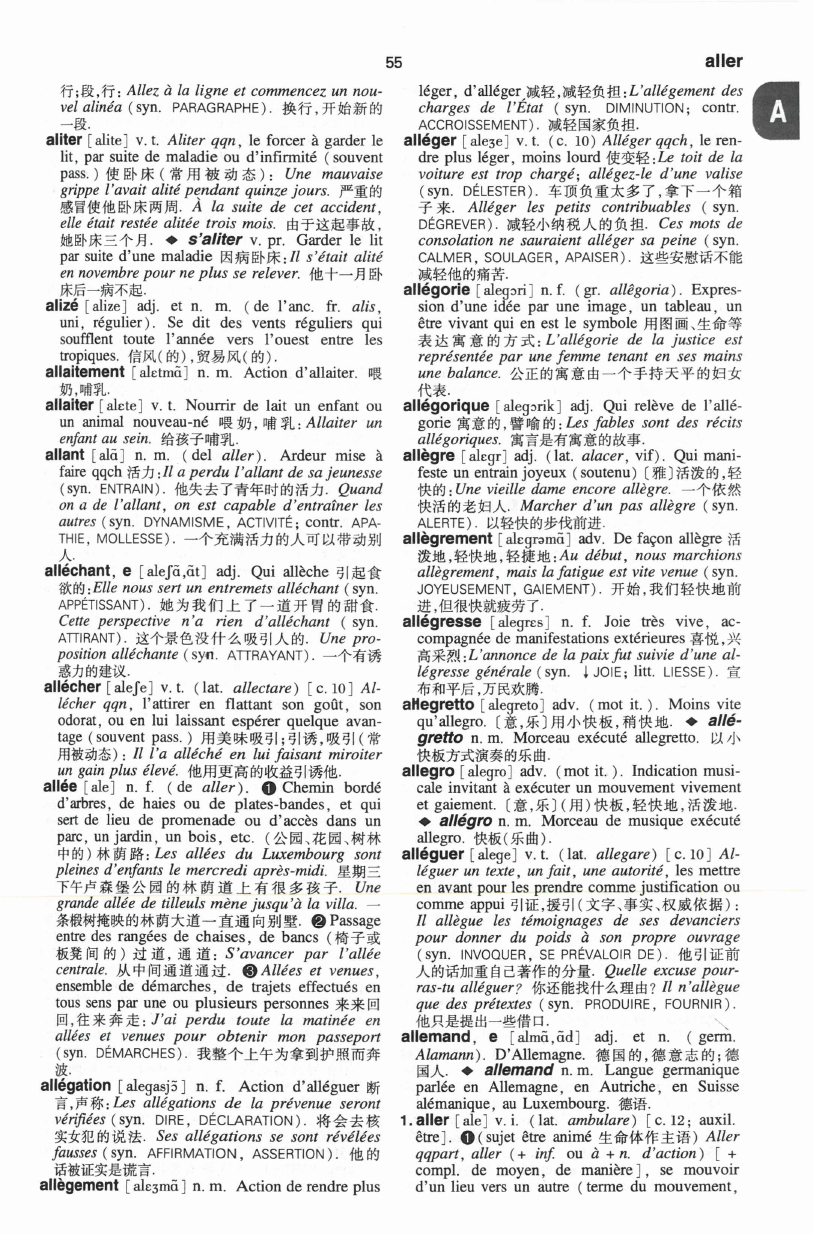 55
aller
A
行;段,行: Allez à la ligne et commencez un nou-
vel alinéa (syn. PARAGRAPHE). 换行,开始新的
一段.
aliter [alite] v. t. Aliter qqn, le forcer à garder le
lit, par suite de maladie ou d'infirmité (souvent
pass.) 使卧床(常用被动态): Une mauvaise
grippe l'avait alité pendant quinze jours. 严重的
感冒使他卧床两周. À la suite de cet accident,
elle était restée alitée trois mois. 由于这起事故,
她卧床三个月. ◆ s'aliter v. pr. Garder le lit
par suite d'une maladie 因病卧床:Il s'était alité
en novembre pour ne plus se relever. 他十一月卧
床后一病不起.
alizé [alize] adj. et n. m. (de l'anc. fr. alis,
uni, régulier). Se dit des vents réguliers qui
soufflent toute l'année vers l'ouest entre les
tropiques. 信风(的),贸易风(的).
allaitement [alɛtmɑ̃] n. m. Action d'allaiter. 喂
奶,哺乳.
allaiter [alɛte] v. t. Nourrir de lait un enfant ou
un animal nouveau-né 喂奶,哺乳:Allaiter un
enfant au sein. 给孩子哺乳.
allant [alɑ̃] n. m. (del aller). Ardeur mise à
faire qqch 活力:Il a perdu l'allant de sa jeunesse
(syn. ENTRAIN). 他失去了青年时的活力. Quand
on a de l'allant, on est capable d'entraîner les
autres (syn. DYNAMISME, ACTIVITÉ; contr. APA-
THIE, MOLLESSE). 一个充满活力的人可以带动别
人.
alléchant, e [aleʃɑ̃,ɑ̃t] adj. Qui allèche 引起食
欲的:Elle nous sert un entremets alléchant (syn.
APPÉTISSANT). 她为我们上了一道开胃的甜食.
Cette perspective n'a rien d'alléchant (syn.
ATTIRANT). 这个景色没什么吸引人的. Une pro-
position alléchante (syn. ATTRAYANT). 一个有诱
惑力的建议.
allécher [aleʃe] v. t. (lat. allectare) [c. 10] Al-
lécher qqn, l'attirer en flattant son goût, son
odorat, ou en lui laissant espérer quelque avan-
tage (souvent pass.) 用美味吸引;引诱,吸引(常
用被动态): Il l'a alléché en lui faisant miroiter
un gain plus élevé. 他用更高的收益引诱他.
allée [ale] n. f. (de aller). ❶ Chemin bordé
d'arbres, de haies ou de plates-bandes, et qui
sert de lieu de promenade ou d'accès dans un
parc, un jardin, un bois, etc. (公园、花园、树林
中的)林荫路: Les allées du Luxembourg sont
pleines d'enfants le mercredi après-midi. 星期三
下午卢森堡公园的林荫道上有很多孩子. Une
grande allée de tilleuls mène jusqu'à la villa. 一
条椴树掩映的林荫大道一直通向别墅. ❷ Passage
entre des rangées de chaises, de bancs (椅子或
板凳间的)过道,通道: S'avancer par l'allée
centrale. 从中间通道通过. ❸ Allées et venues,
ensemble de démarches, de trajets effectués en
tous sens par une ou plusieurs personnes 来来回
回,往来奔走: J'ai perdu toute la matinée en
allées et venues pour obtenir mon passeport
(syn. DÉMARCHES). 我整个上午为拿到护照而奔
波.
allégation [alegasjɔ̃] n. f. Action d'alléguer 断
言,声称: Les allégations de la prévenue seront
vérifiées (syn. DIRE, DÉCLARATION). 将会去核
实女犯的说法. Ses allégations se sont révélées
fausses (syn. AFFIRMATION, ASSERTION). 他的
话被证实是谎言.
allègement [alɛʒmɑ̃] n. m. Action de rendre plus
léger, d'alléger 减轻,减轻负担:L'allégement des
charges de l'État (syn. DIMINUTION; contr.
ACCROISSEMENT). 减轻国家负担.
alléger [aleʒe] v. t. (c. 10) Alléger qqch, le ren-
dre plus léger, moins lourd 使变轻:Le toit de la
voiture est trop chargé; allégez-le d'une valise
(syn. DÉLESTER). 车顶负重太多了,拿下一个箱
子来. Alléger les petits contribuables (syn.
DÉGREVER). 减轻小纳税人的负担. Ces mots de
consolation ne sauraient alléger sa peine (syn.
CALMER, SOULAGER, APAISER). 这些安慰话不能
减轻他的痛苦.
allégorie [alegɔri] n. f. (gr. allêgoria). Expres-
sion d'une idée par une image, un tableau, un
être vivant qui en est le symbole 用图画、生命等
表达寓意的方式:L'allégorie de la justice est
représentée par une femme tenant en ses mains
une balance. 公正的寓意由一个手持天平的妇女
代表.
allégorique [alegɔrik] adj. Qui relève de l'allé-
gorie 寓意的,譬喻的:Les fables sont des récits
allégoriques. 寓言是有寓意的故事.
allègre [alɛgr] adj. (lat. alacer, vif). Qui mani-
feste un entrain joyeux (soutenu) 〔雅〕活泼的,轻
快的:Une vieille dame encore allègre. 一个依然
快活的老妇人. Marcher d'un pas allègre (syn.
ALERTE). 以轻快的步伐前进.
allègrement [alɛgrəmɑ̃] adv. De façon allègre 活
泼地,轻快地,轻捷地:Au début, nous marchions
allègrement, mais la fatigue est vite venue (syn.
JOYEUSEMENT, GAIEMENT). 开始,我们轻快地前
进,但很快就疲劳了.
allégresse [alegrɛs] n. f. Joie très vive, ac-
compagnée de manifestations extérieures 喜悦,兴
高采烈:L'annonce de la paix fut suivie d'une al-
légresse générale (syn. ↓JOIE; litt. LIESSE). 宣
布和平后,万民欢腾.
allegretto [alegreto] adv. (mot it.). Moins vite
qu'allegro. 〔意,乐〕用小快板,稍快地. ◆ allé-
gretto n. m. Morceau exécuté allegretto. 以小
快板方式演奏的乐曲.
allegro [alegro] adv. (mot it.). Indication musi-
cale invitant à exécuter un mouvement vivement
et gaiement. 〔意,乐〕(用)快板,轻快地,活泼地.
◆ allégro n. m. Morceau de musique exécuté
allegro. 快板(乐曲).
alléguer [alege] v. t. (lat. allegare) [c. 10] Al-
léguer un texte, un fait, une autorité, les mettre
en avant pour les prendre comme justification ou
comme appui 引证,援引(文字、事实、权威依据):
Il allègue les témoignages de ses devanciers
pour donner du poids à son propre ouvrage
(syn. INVOQUER, SE PRÉVALOIR DE). 他引证前
人的话加重自己著作的分量. Quelle excuse pour-
ras-tu alléguer? 你还能找什么理由? Il n'allègue
que des prétextes (syn. PRODUIRE, FOURNIR).
他只是提出一些借口.
allemand, e [almɑ̃,ɑ̃d] adj. et n. (germ.
Alamann). D'Allemagne. 德国的,德意志的;德
国人. ◆ allemand n. m. Langue germanique
parlée en Allemagne, en Autriche, en Suisse
alémanique, au Luxembourg. 德语.
1. aller [ale] v. i. (lat. ambulare) [c. 12; auxil.
être]. ❶ (sujet être animé 生命体作主语) Aller
qqpart, aller (+ inf. ou à + n. d'action) [+
compl. de moyen, de manière], se mouvoir
d'un lieu vers un autre (terme du mouvement,